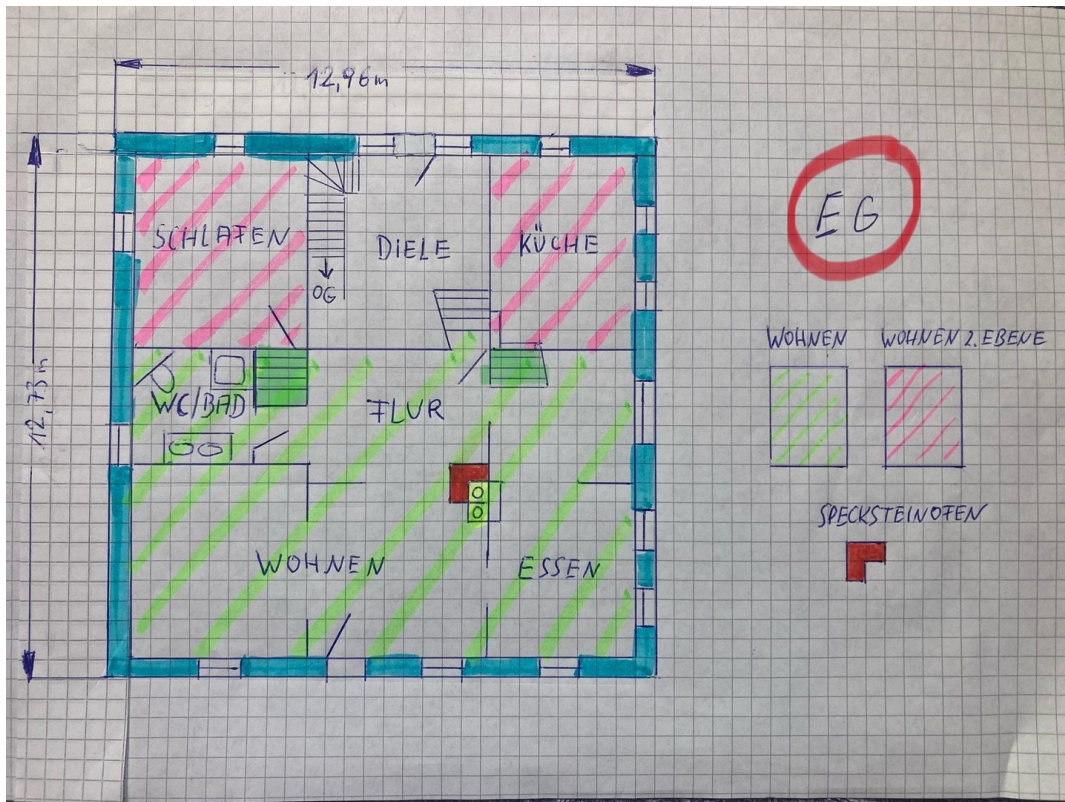 12,96m
12,73m
EG
SCHLAFEN
DIELE
KÜCHE
OG
WOHNEN
WOHNEN 2. EBENE
WC/BAD
FLUR
SPECKSTEINOFEN
WOHNEN
ESSEN